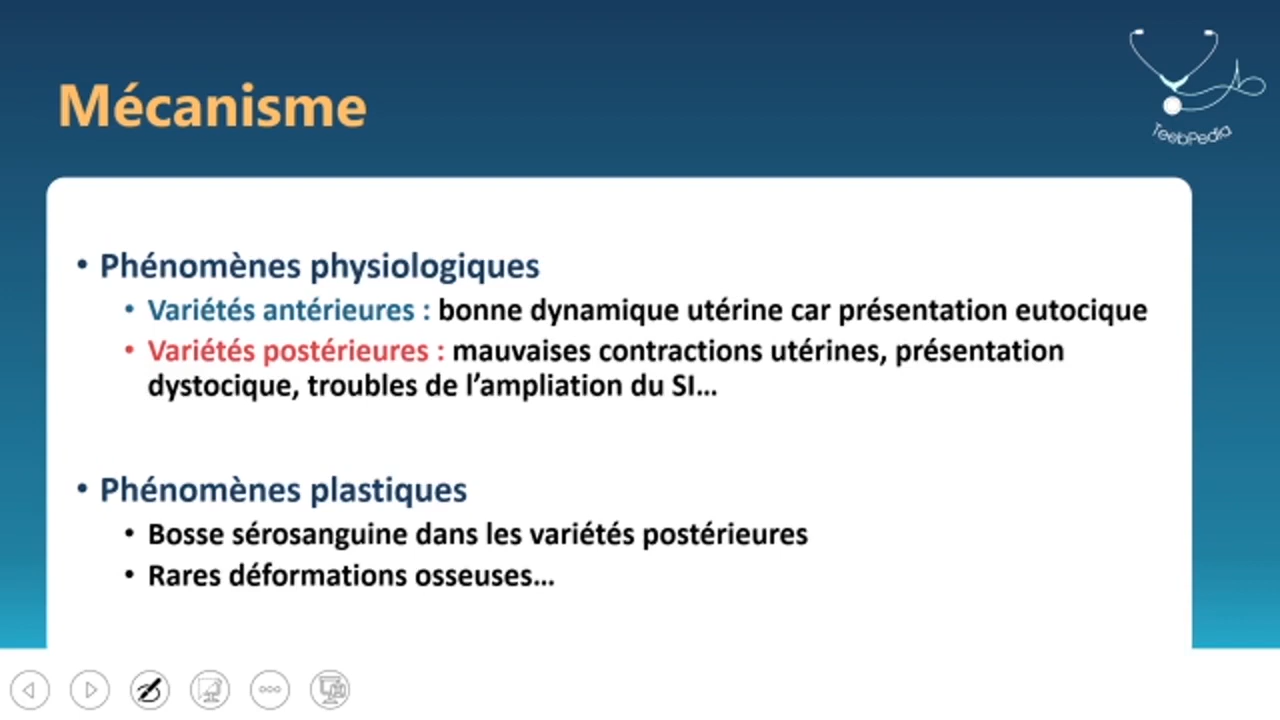 Mécanisme
TeebPedia
• Phénomènes physiologiques
• Variétés antérieures : bonne dynamique utérine car présentation eutocique
• Variétés postérieures : mauvaises contractions utérines, présentation
dystocique, troubles de l’ampliation du SI…
• Phénomènes plastiques
• Bosse sérosanguine dans les variétés postérieures
• Rares déformations osseuses…